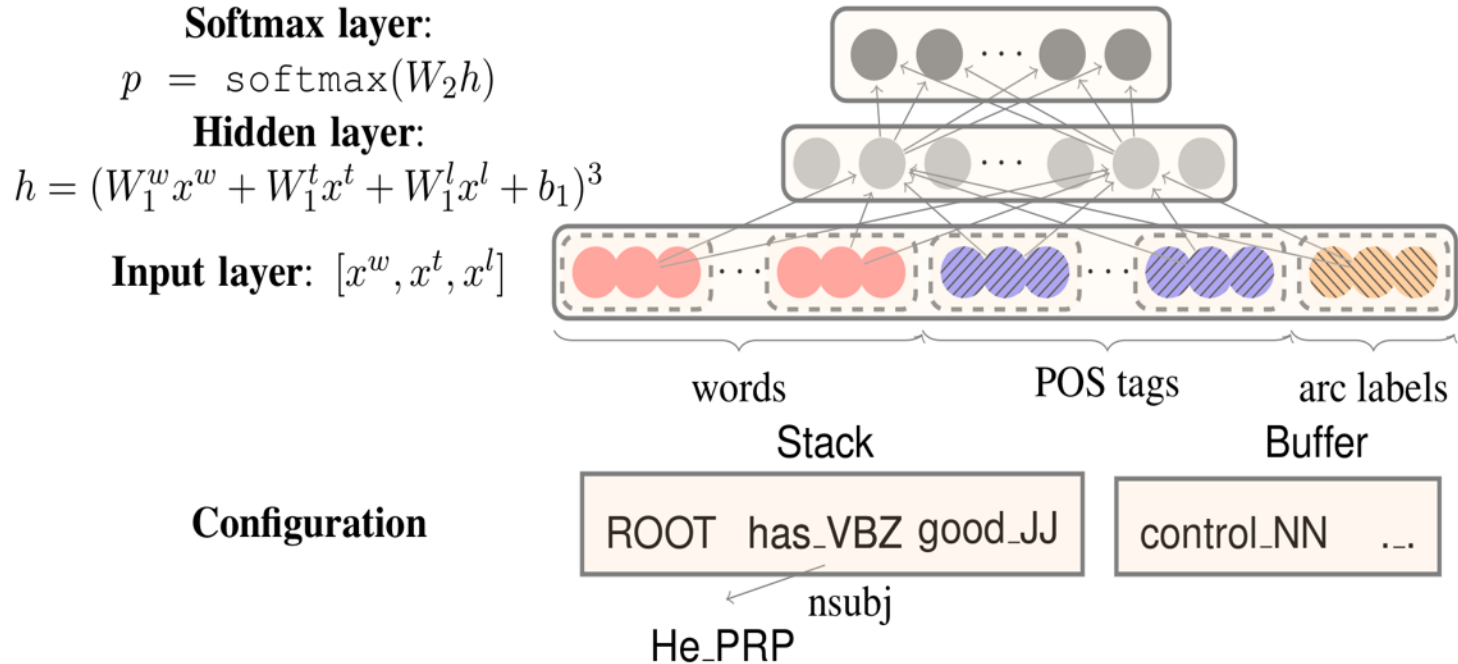 Softmax layer:
p = softmax(W₂h)
Hidden layer:
h = (W₁ʷxʷ + W₁ᵗxᵗ + W₁ˡxˡ + b₁)³
Input layer: [xʷ, xᵗ, xˡ]
···
···
··· ···
words POS tags arc labels
Stack Buffer
Configuration
ROOT has_VBZ good_JJ control_NN ._.
nsubj
He_PRP